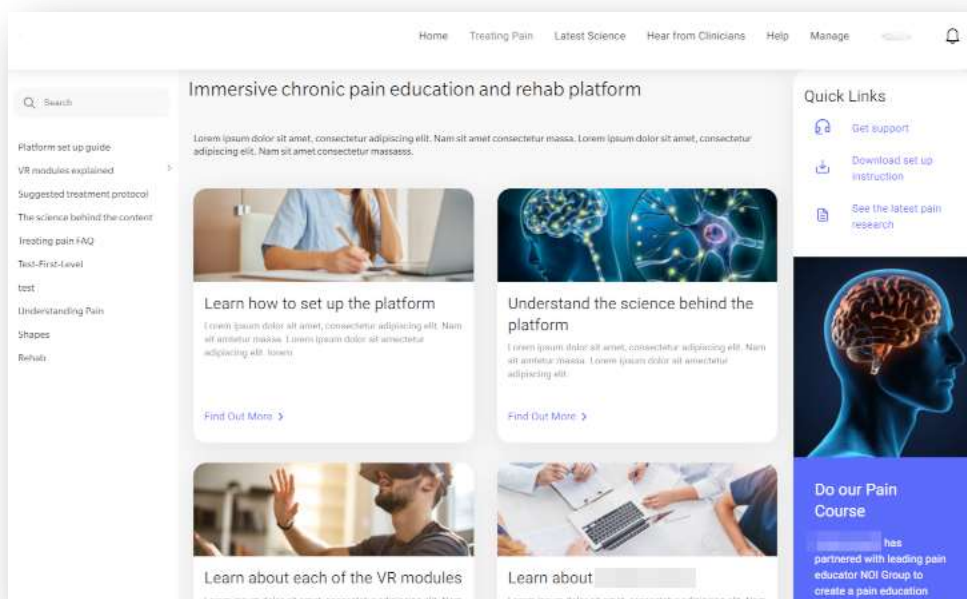 Home Treating Pain Latest Science Hear from Clinicians Help Manage
Search
Platform set up guide
VR modules explained
Suggested treatment protocol
The science behind the content
Treating pain FAQ
Test-First-Level
test
Understanding Pain
Shapes
Rehab
Immersive chronic pain education and rehab platform
Lorem ipsum dolor sit amet, consectetur adipiscing elit. Nam sit amet consectetur massa. Lorem ipsum dolor sit amet, consectetur
adipiscing elit. Nam sit amet consectetur massasss.
Learn how to set up the platform
Lorem ipsum dolor sit amet, consectetur adipiscing elit. Nam
sit amtetur massa. Lorem ipsum dolor sit amectetur
adipiscing elit. lorem
Find Out More
Understand the science behind the
platform
Lorem ipsum dolor sit amet, consectetur adipiscing elit. Nam
sit amtetur massa. Lorem ipsum dolor sit amectetur
adipiscing elit.
Find Out More
Learn about each of the VR modules
Learn about
Quick Links
Get support
Download set up
instruction
See the latest pain
research
Do our Pain
Course
has
partnered with leading pain
educator NOI Group to
create a pain education